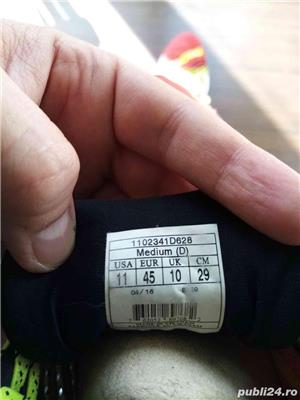 1102341D628
Medium (D)
USA EUR UK CM
11 45 10 29
04/16
publi24.ro